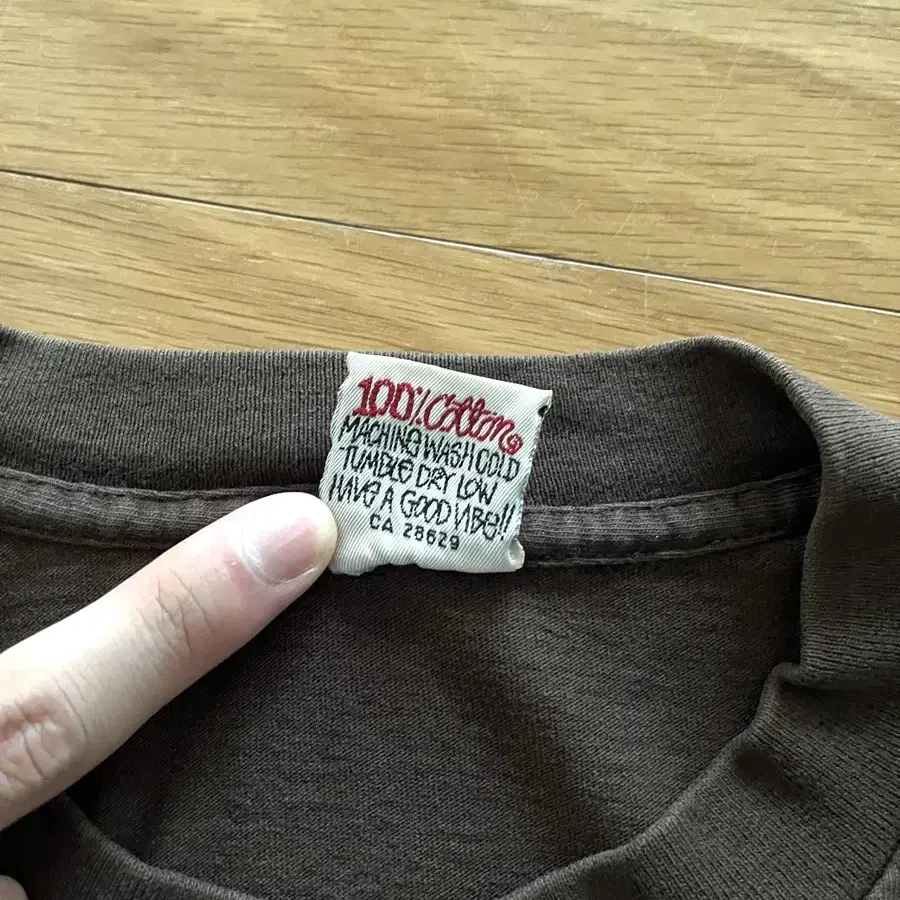 100% Cotton
MACHINE WASH COLD
TUMBLE DRY LOW
HAVE A GOOD VIBE!!
CA 28629